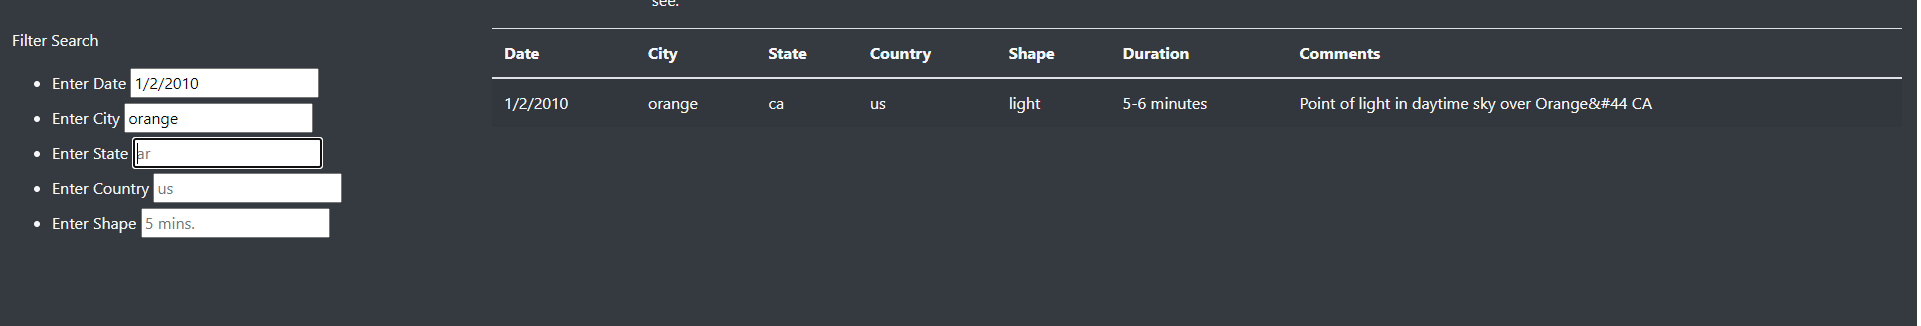 see.
Filter Search
Enter Date 1/2/2010
Enter City orange
Enter State ar
Enter Country us
Enter Shape 5 mins.
Date City State Country Shape Duration Comments
1/2/2010 orange ca us light 5-6 minutes Point of light in daytime sky over Orange&#44 CA